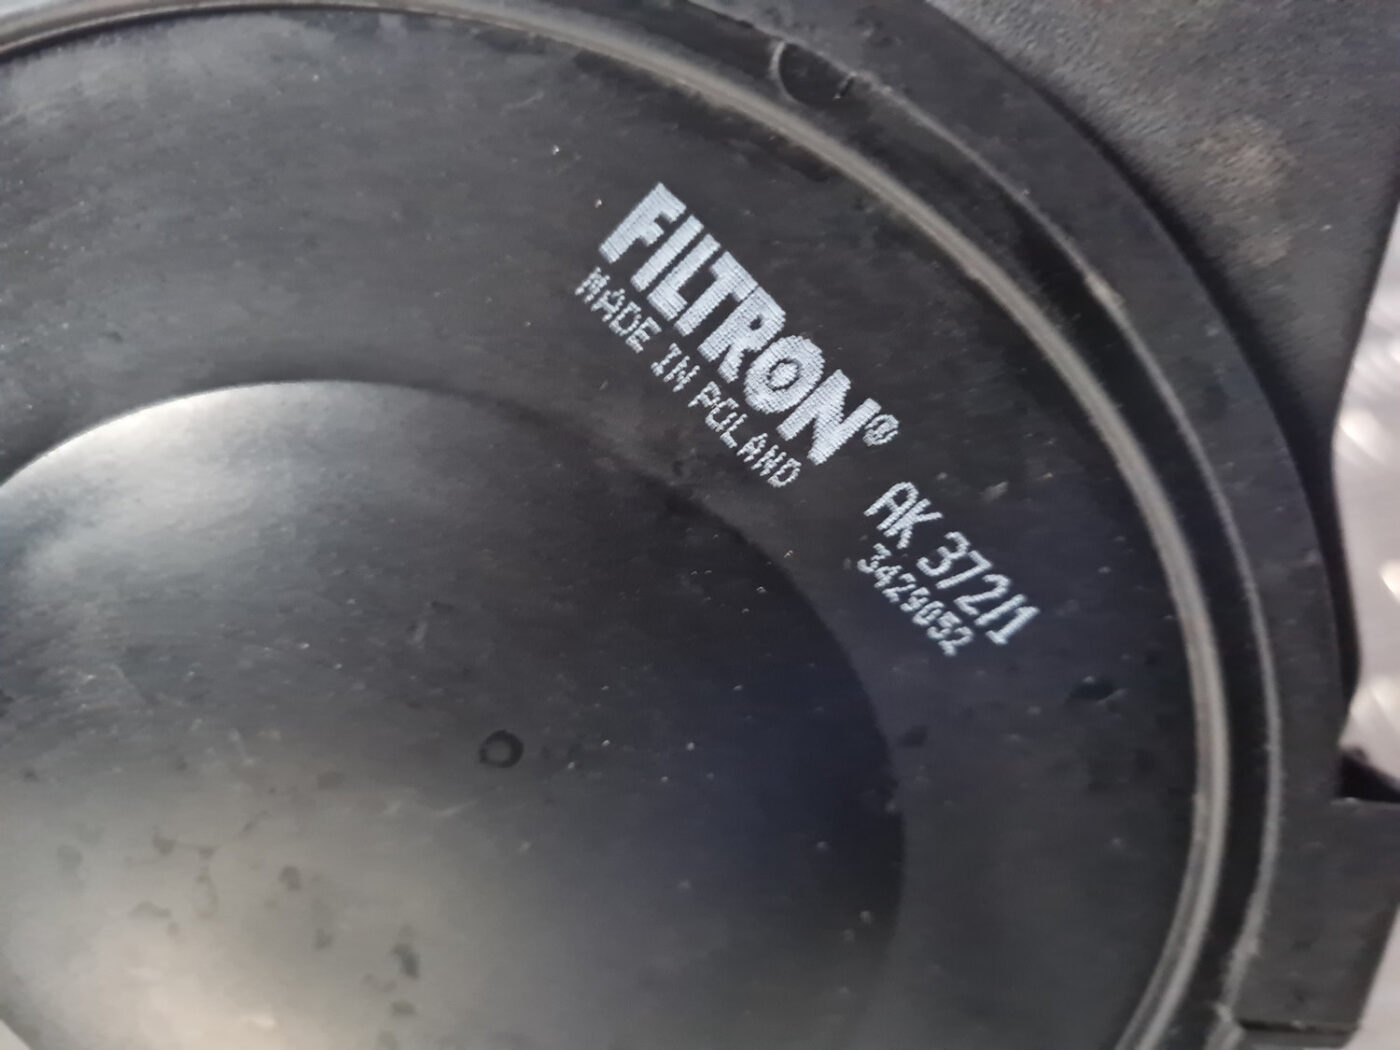 FILTRON®
MADE IN POLAND
AK 372/1
3429052